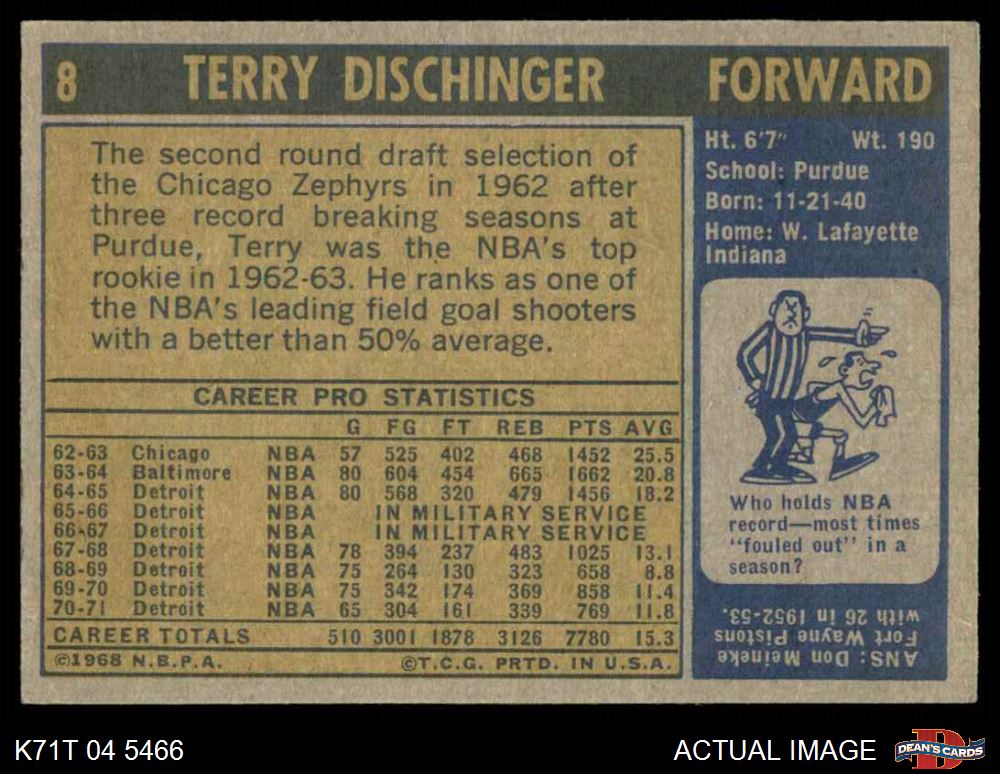 8 TERRY DISCHINGER FORWARD
The second round draft selection of
the Chicago Zephyrs in 1962 after
three record breaking seasons at
Purdue, Terry was the NBA's top
rookie in 1962-63. He ranks as one of
the NBA's leading field goal shooters
with a better than 50% average.
CAREER PRO STATISTICS
G FG FT REB PTS AVG
62-63 Chicago NBA 57 525 402 468 1452 25.5
63-64 Baltimore NBA 80 604 454 665 1662 20.8
64-65 Detroit NBA 80 568 320 479 1456 18.2
65-66 Detroit NBA IN MILITARY SERVICE
66-67 Detroit NBA IN MILITARY SERVICE
67-68 Detroit NBA 78 394 237 483 1025 13.1
68-69 Detroit NBA 75 264 130 323 658 8.8
69-70 Detroit NBA 75 342 174 369 858 11.4
70-71 Detroit NBA 65 304 161 339 769 11.8
CAREER TOTALS 510 3001 1878 3126 7780 15.3
©1968 N.B.P.A. ©T.C.G. PRTD. IN U.S.A.
Ht. 6'7" Wt. 190
School: Purdue
Born: 11-21-40
Home: W. Lafayette
Indiana
Who holds NBA
record—most times
"fouled out" in a
season?
ANS: Don Meineke
Fort Wayne Pistons
with 26 in 1952-53.
K71T 04 5466 ACTUAL IMAGE
D
DEAN'S CARDS